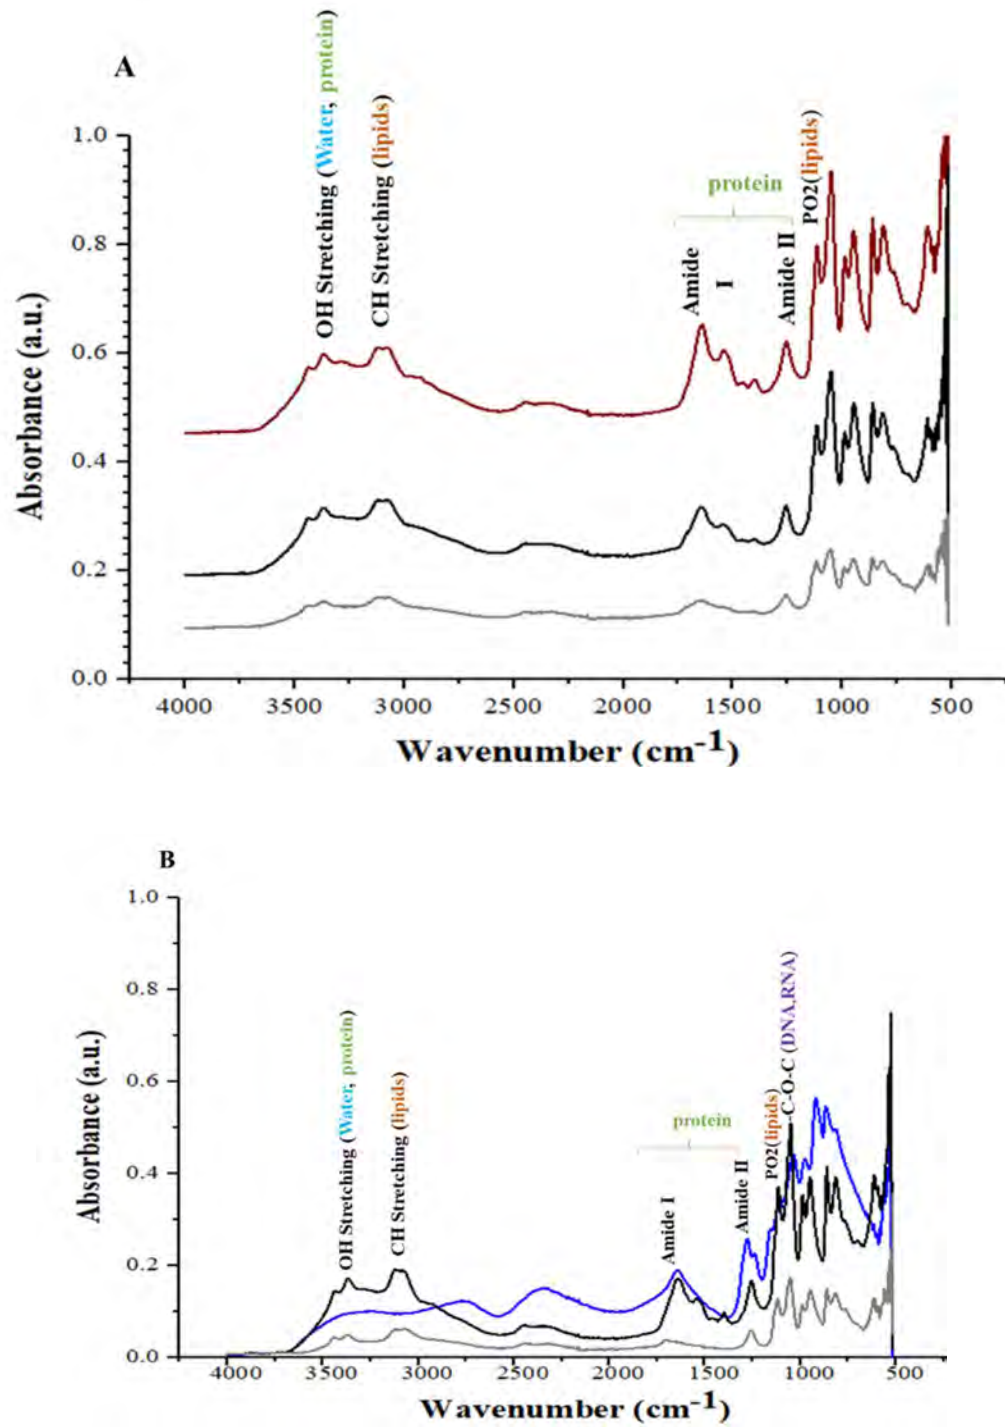 A
OH Stretching (Water, protein)
CH Stretching (lipids)
protein
Amide
I
Amide II
PO2(lipids)
1.0
0.8
0.6
0.4
0.2
0.0
Absorbance (a.u.)
4000 3500 3000 2500 2000 1500 1000 500
Wavenumber (cm-1)
B
OH Stretching (Water, protein)
CH Stretching (lipids)
protein
Amide I
Amide II
PO2(lipids)
C-O-C (DNA,RNA)
1.0
0.8
0.6
0.4
0.2
0.0
Absorbance (a.u.)
4000 3500 3000 2500 2000 1500 1000 500
Wavenumber (cm-1)